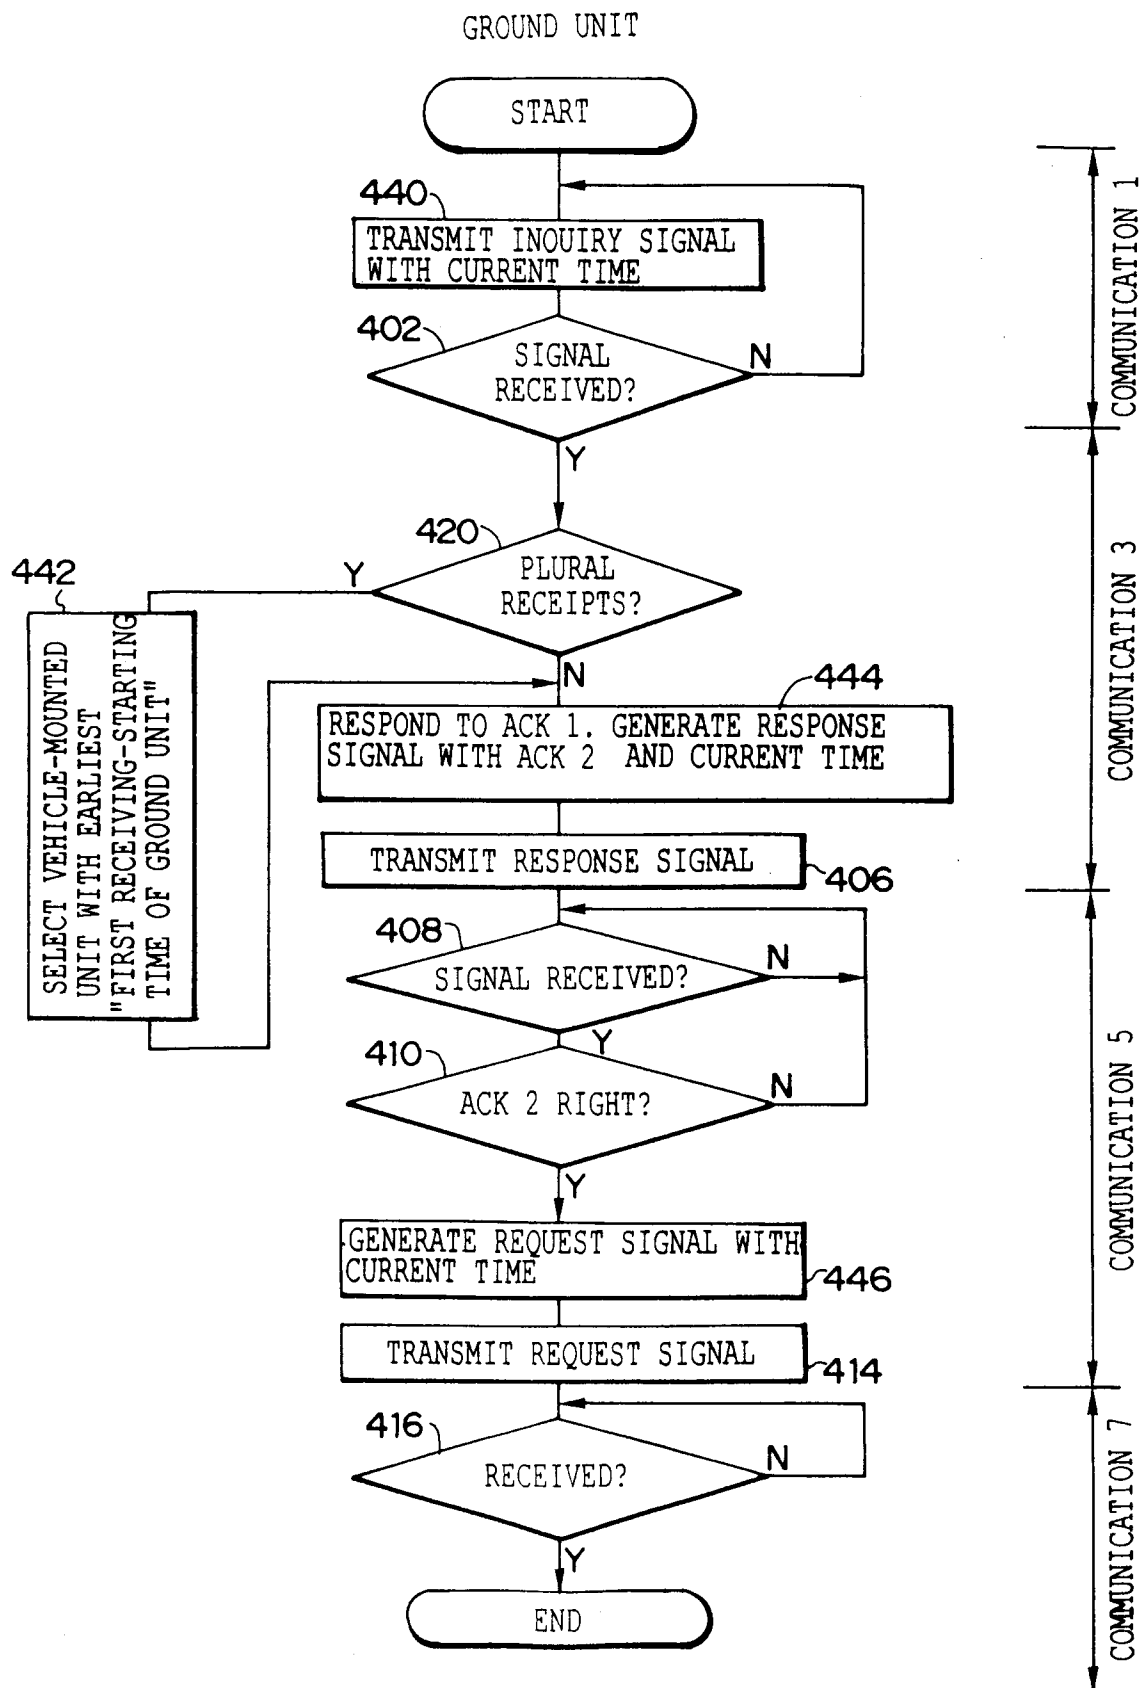 GROUND UNIT
START
440
TRANSMIT INOUIRY SIGNAL
WITH CURRENT TIME
402
SIGNAL
RECEIVED?
N
Y
COMMUNICATION 1
420
PLURAL
RECEIPTS?
Y
N
442
SELECT VEHICLE-MOUNTED
UNIT WITH EARLIEST
"FIRST RECEIVING-STARTING
TIME OF GROUND UNIT"
444
RESPOND TO ACK 1. GENERATE RESPONSE
SIGNAL WITH ACK 2 AND CURRENT TIME
TRANSMIT RESPONSE SIGNAL
406
COMMUNICATION 3
408
SIGNAL RECEIVED?
N
Y
410
ACK 2 RIGHT?
N
Y
GENERATE REQUEST SIGNAL WITH
CURRENT TIME
446
TRANSMIT REQUEST SIGNAL
414
COMMUNICATION 5
416
RECEIVED?
N
Y
END
COMMUNICATION 7